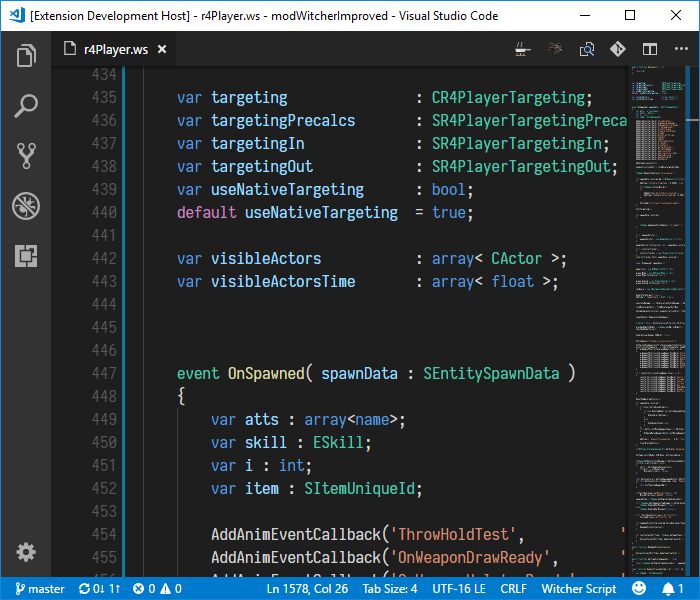 [Extension Development Host] - r4Player.ws - modWitcherImproved - Visual Studio Code
r4Player.ws
434
435 var targeting : CR4PlayerTargeting;
436 var targetingPrecalcs : SR4PlayerTargetingPreca
437 var targetingIn : SR4PlayerTargetingIn;
438 var targetingOut : SR4PlayerTargetingOut;
439 var useNativeTargeting : bool;
440 default useNativeTargeting = true;
441
442 var visibleActors : array< CActor >;
443 var visibleActorsTime : array< float >;
444
445
446
447 event OnSpawned( spawnData : SEntitySpawnData )
448 {
449 var atts : array<name>;
450 var skill : ESkill;
451 var i : int;
452 var item : SItemUniqueId;
453
454 AddAnimEventCallback('ThrowHoldTest', '
455 AddAnimEventCallback('OnWeaponDrawReady', '
master 0↓ 1↑ 0 0 Ln 1578, Col 26 Tab Size: 4 UTF-16 LE CRLF Witcher Script 1